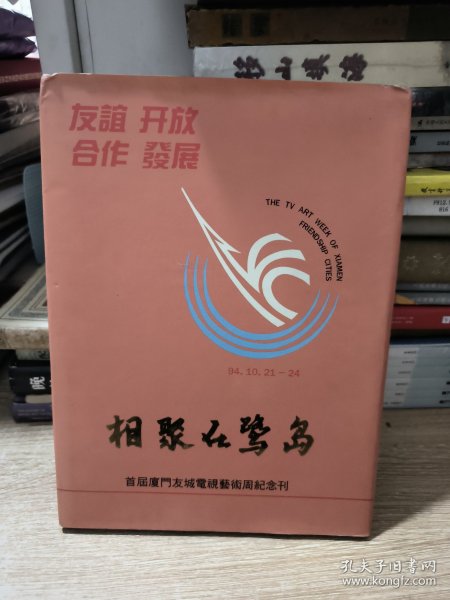 友誼 开放
合作 發展
THE TV ART WEEK OF XIAMEN
FRIENDSHIP CITIES
94.10.21-24
相聚在鹭岛
首屆廈門友城電視藝術周紀念刊
孔夫子旧书网
www.kongfz.com